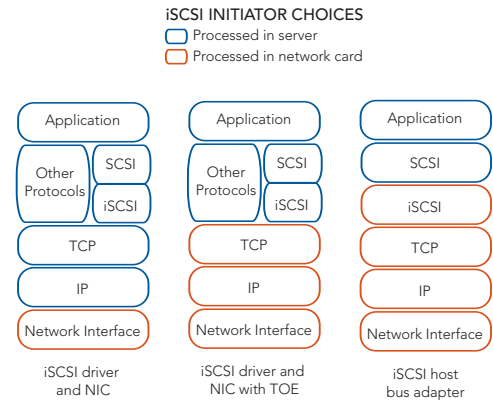 iSCSI INITIATOR CHOICES
Processed in server
Processed in network card
Application
Other
Protocols
SCSI
iSCSI
TCP
IP
Network Interface
iSCSI driver
and NIC
Application
Other
Protocols
SCSI
iSCSI
TCP
IP
Network Interface
iSCSI driver and
NIC with TOE
Application
SCSI
iSCSI
TCP
IP
Network Interface
iSCSI host
bus adapter